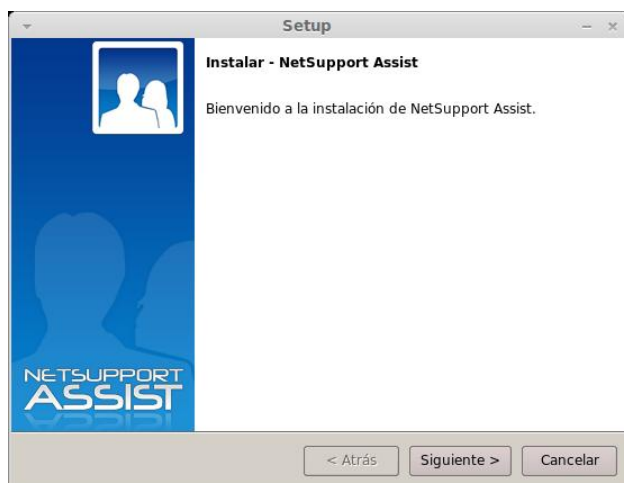 Setup
Instalar - NetSupport Assist
Bienvenido a la instalación de NetSupport Assist.
NETSUPPORT
ASSIST
< Atrás
Siguiente >
Cancelar